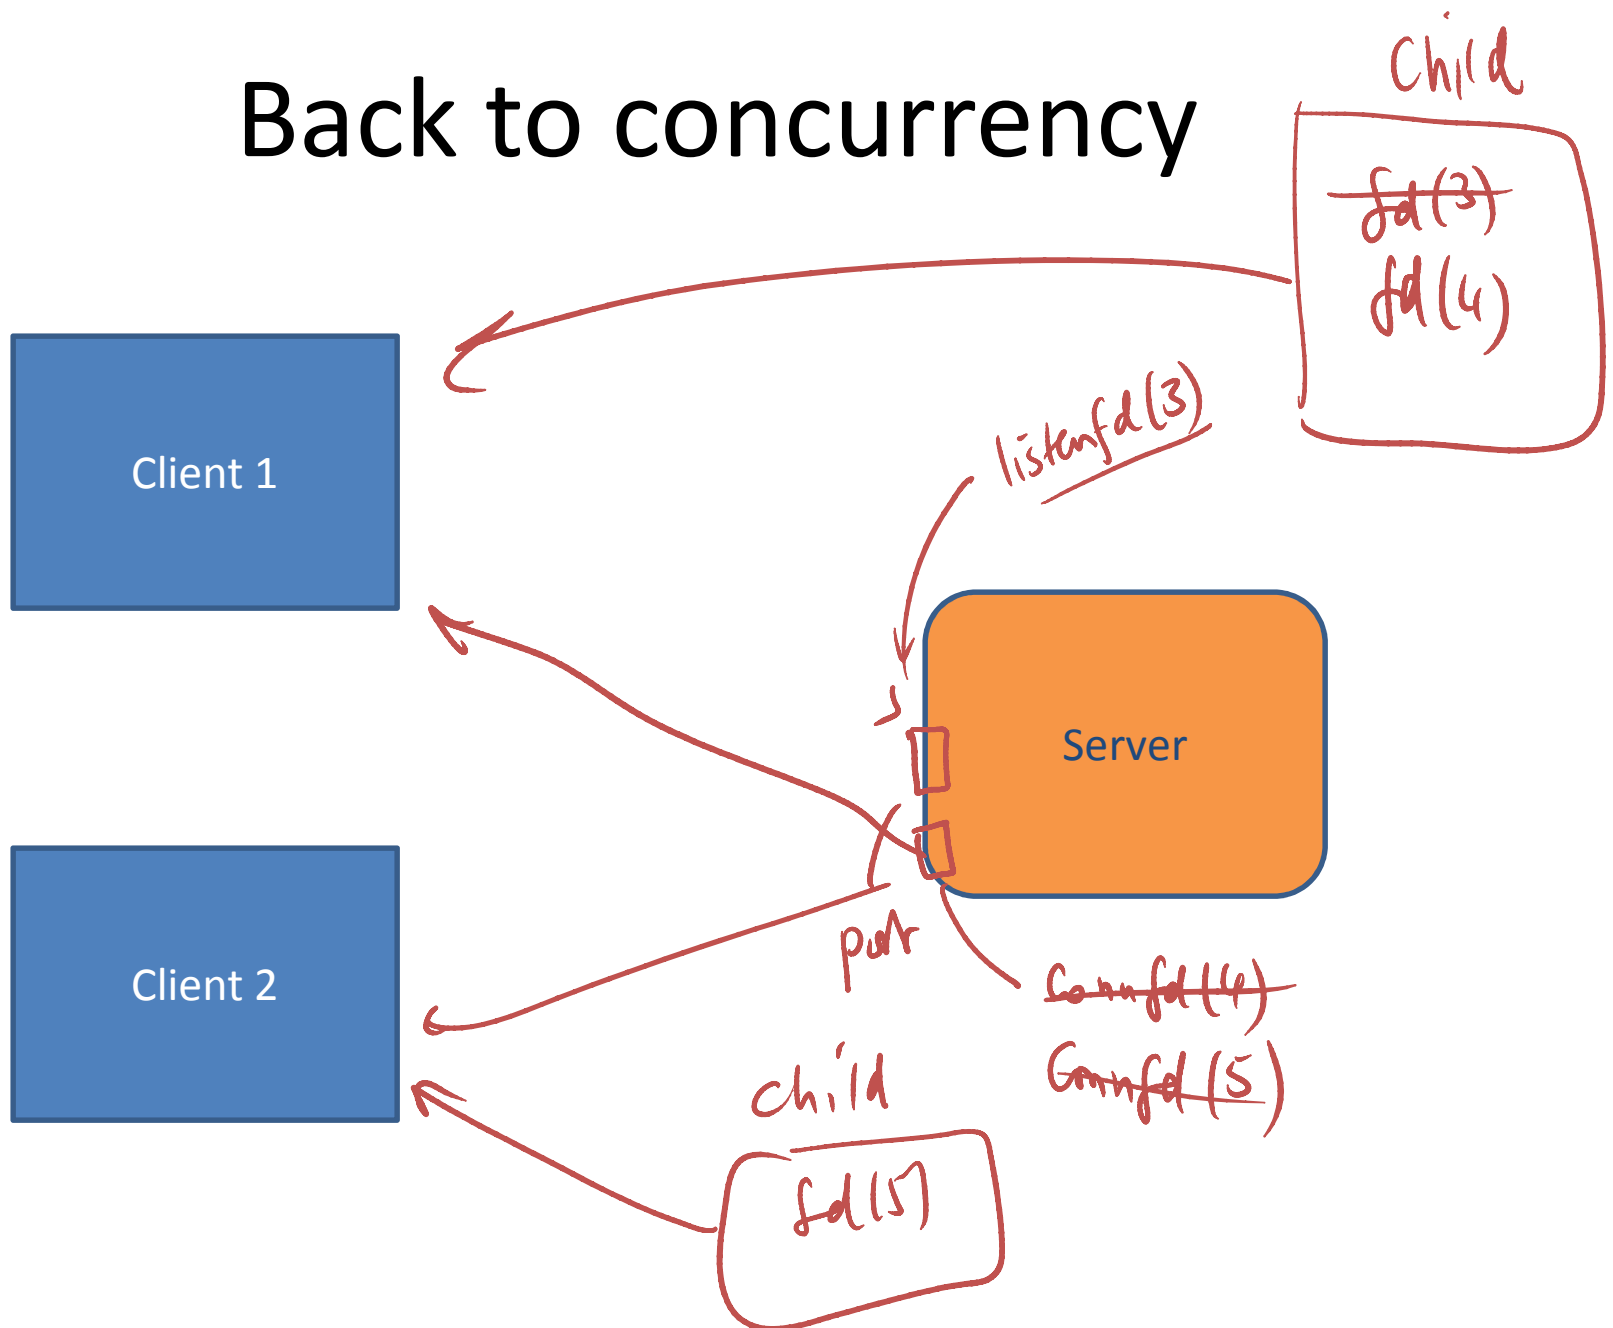 Back to concurrency
Child
fd(3)
fd(4)
listenfd(3)
Client 1
Server
Client 2
port
Connfd(4)
Connfd(5)
child
fd(5)